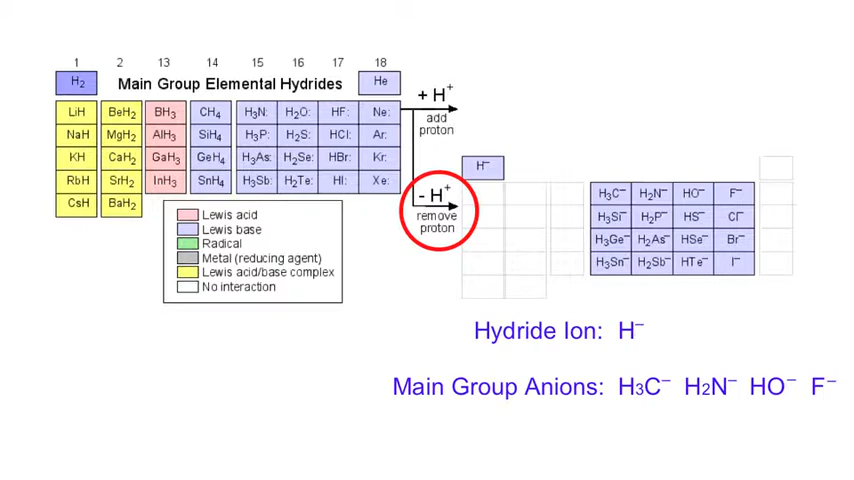 1 2 13 14 15 16 17 18
H₂ Main Group Elemental Hydrides He
LiH BeH₂ BH₃ CH₄ H₃N: H₂O: HF: Ne:
NaH MgH₂ AlH₃ SiH₄ H₃P: H₂S: HCl: Ar:
KH CaH₂ GaH₃ GeH₄ H₃As: H₂Se: HBr: Kr:
RbH SrH₂ InH₃ SnH₄ H₃Sb: H₂Te: HI: Xe:
CsH BaH₂
+ H⁺
add
proton
- H⁺
remove
proton
Lewis acid
Lewis base
Radical
Metal (reducing agent)
Lewis acid/base complex
No interaction
H⁻
H₃C⁻ H₂N⁻ HO⁻ F⁻
H₃Si⁻ H₂P⁻ HS⁻ Cl⁻
H₃Ge⁻ H₂As⁻ HSe⁻ Br⁻
H₃Sn⁻ H₂Sb⁻ HTe⁻ I⁻
Hydride Ion: H⁻
Main Group Anions: H₃C⁻ H₂N⁻ HO⁻ F⁻